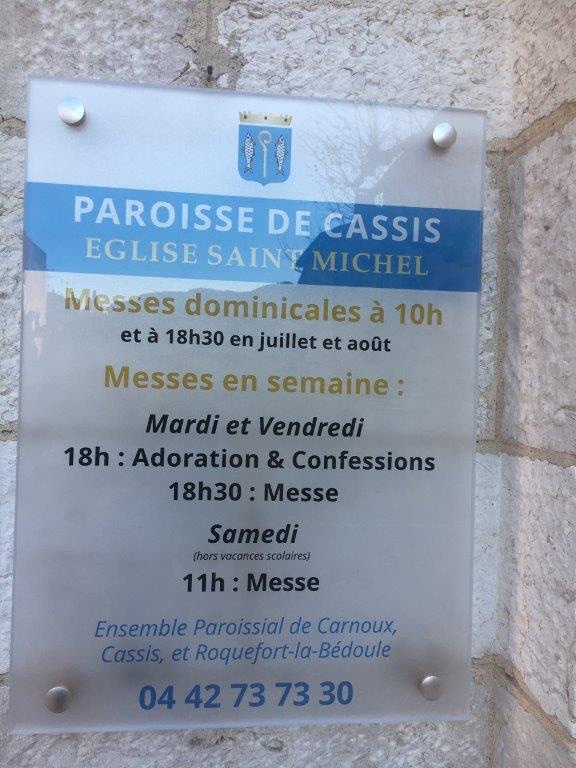 PAROISSE DE CASSIS
EGLISE SAINT MICHEL
Messes dominicales à 10h
et à 18h30 en juillet et août
Messes en semaine :
Mardi et Vendredi
18h : Adoration & Confessions
18h30 : Messe
Samedi
(hors vacances scolaires)
11h : Messe
Ensemble Paroissial de Carnoux,
Cassis, et Roquefort-la-Bédoule
04 42 73 73 30